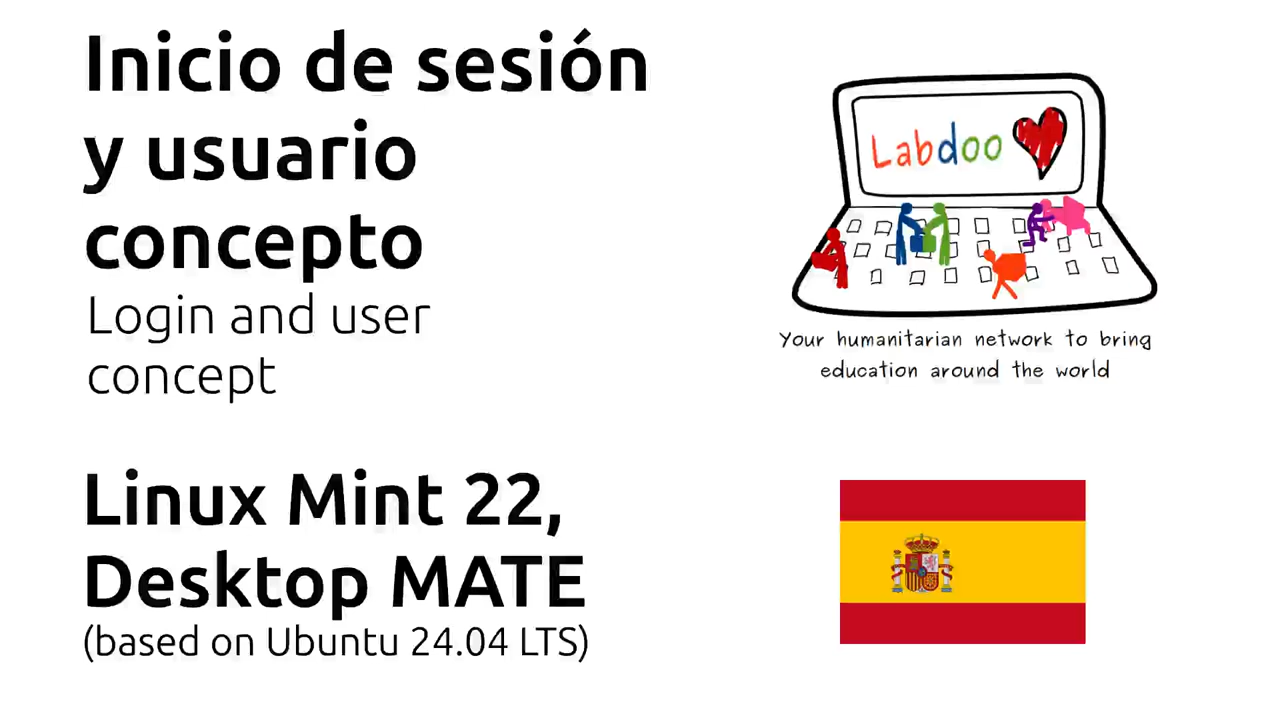 Inicio de sesión
y usuario
concepto
Login and user
concept
Labdoo
Your humanitarian network to bring
education around the world
Linux Mint 22,
Desktop MATE
(based on Ubuntu 24.04 LTS)